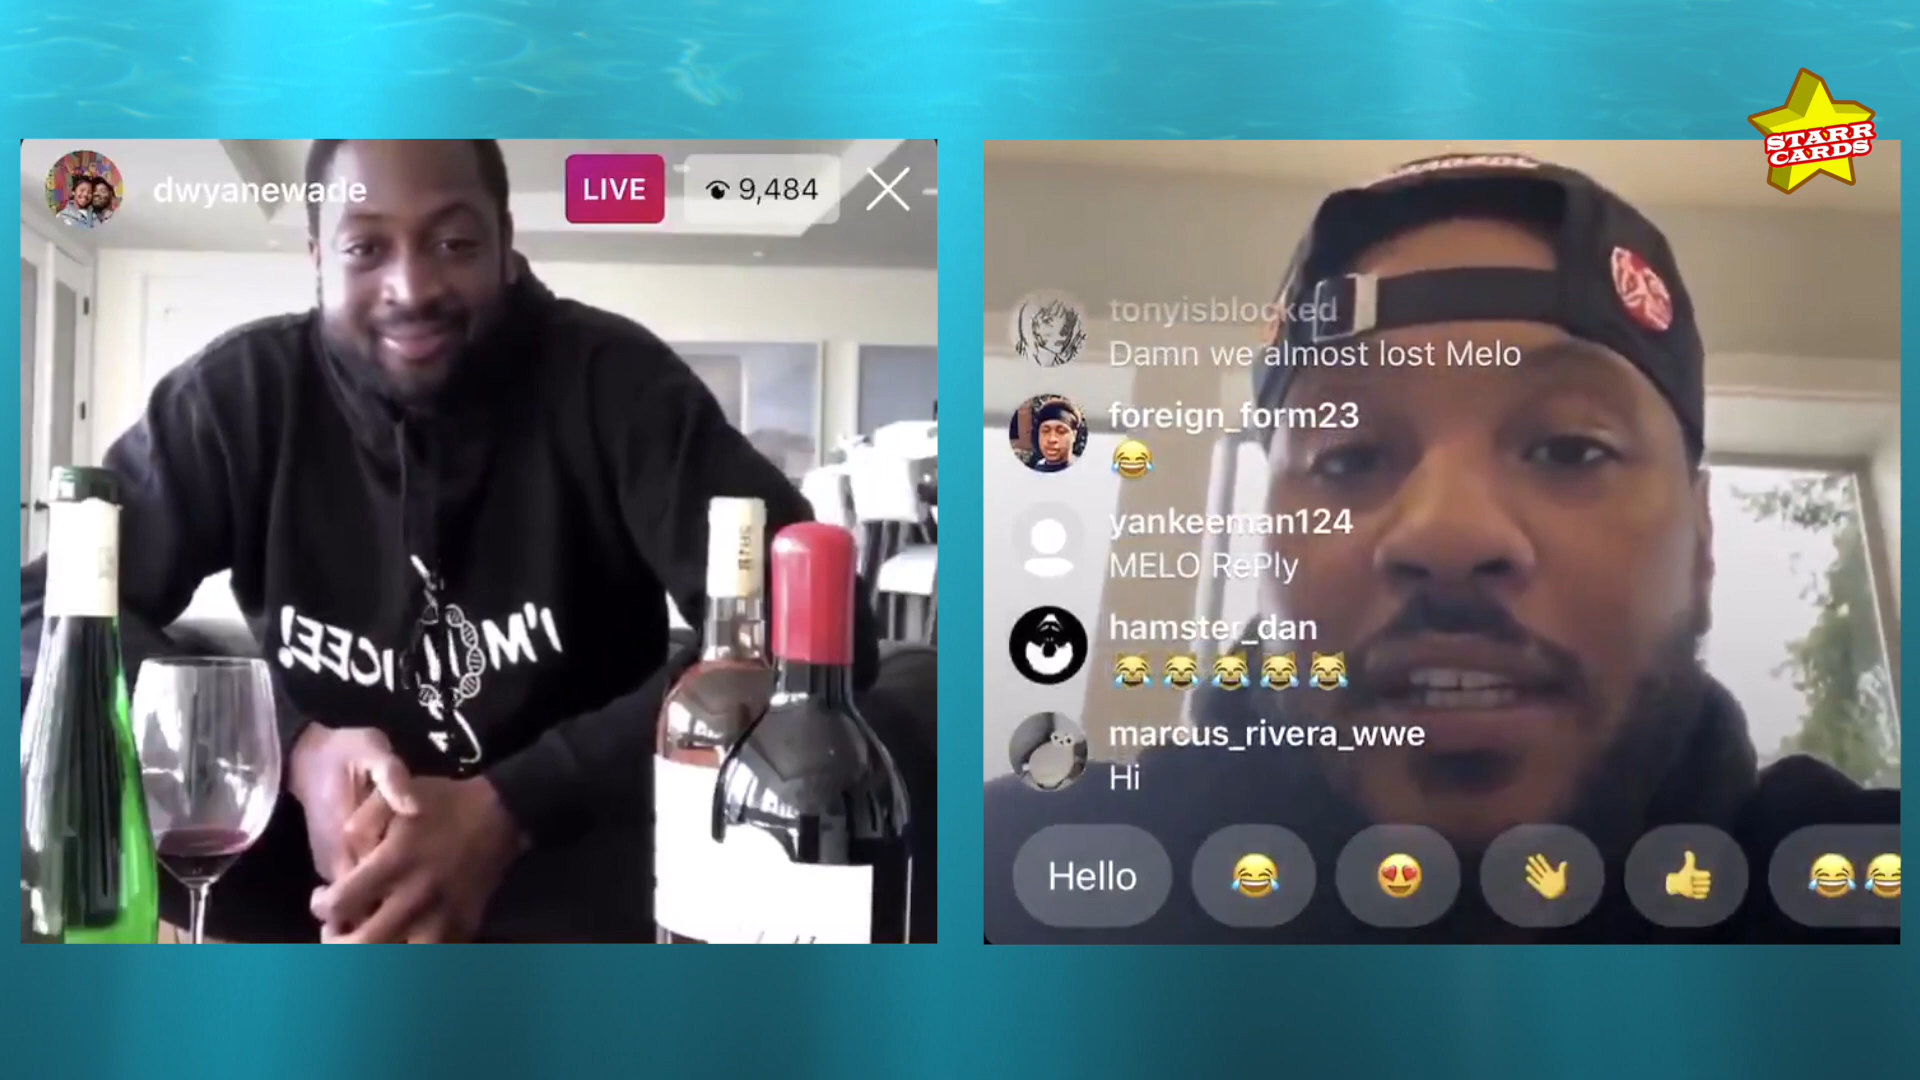 dwyanewade
LIVE
9,484
I'M NICEE!
STARR
CARDS
tonyisblocked
Damn we almost lost Melo
foreign_form23
😂
yankeeman124
MELO RePly
hamster_dan
😹😹😹😹😹
marcus_rivera_wwe
Hi
Hello 😂 😍 👋 👍 😂😂